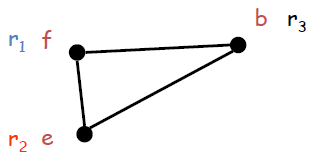 r₁ f
b r₃
r₂ e